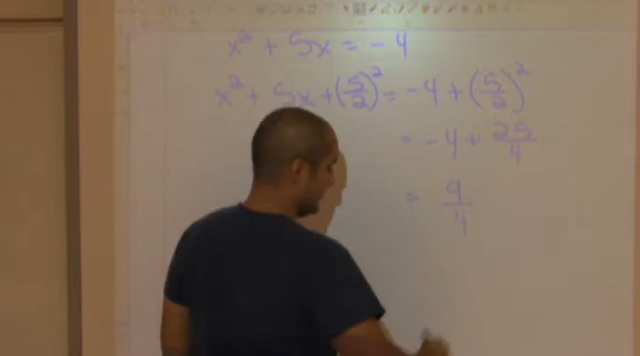 x² + 5x = -4
x² + 5x + (5/2)² = -4 + (5/2)²
= -4 + 25/4
= 9/4